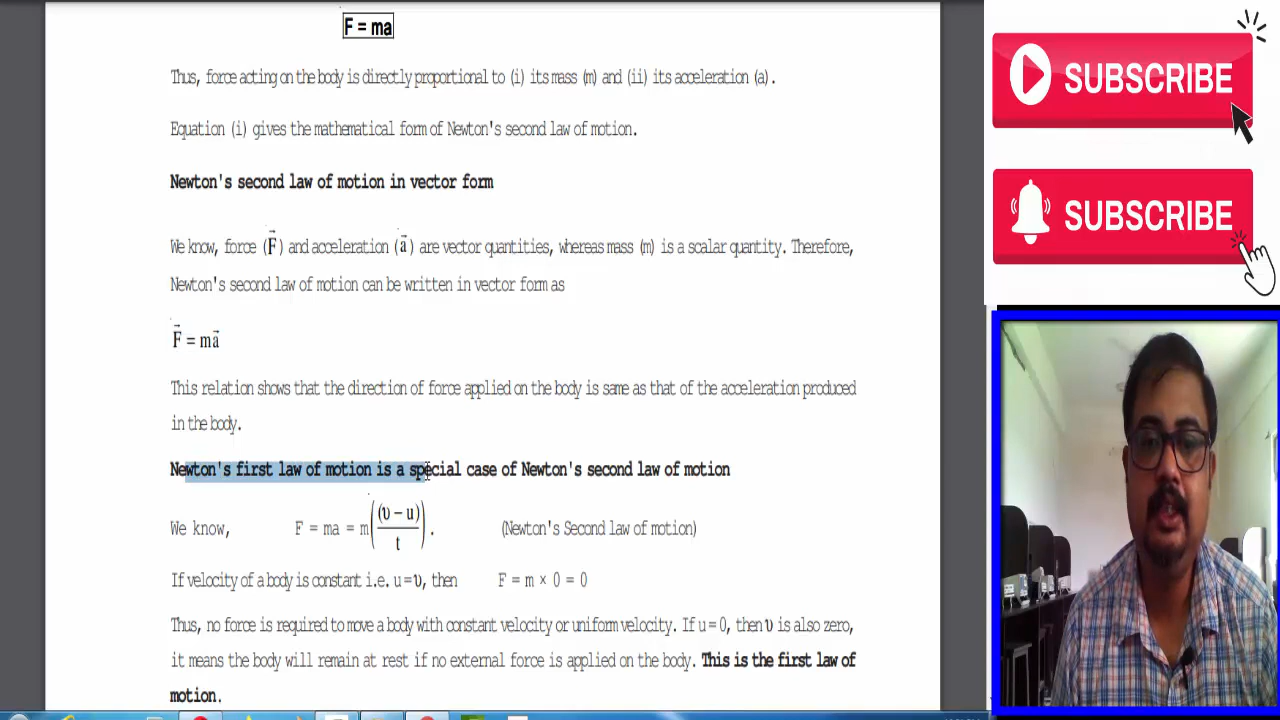 F = ma
Thus, force acting on the body is directly proportional to (i) its mass (m) and (ii) its acceleration (a).
Equation (i) gives the mathematical form of Newton's second law of motion.
Newton's second law of motion in vector form
We know, force (F⃗) and acceleration (a⃗) are vector quantities, whereas mass (m) is a scalar quantity. Therefore,
Newton's second law of motion can be written in vector form as
F⃗ = ma⃗
This relation shows that the direction of force applied on the body is same as that of the acceleration produced
in the body.
Newton's first law of motion is a special case of Newton's second law of motion
We know, F = ma = m((υ − u)/t). (Newton's Second law of motion)
If velocity of a body is constant i.e. u = υ, then F = m × 0 = 0
Thus, no force is required to move a body with constant velocity or uniform velocity. If u = 0, then υ is also zero,
it means the body will remain at rest if no external force is applied on the body. This is the first law of
motion.
SUBSCRIBE
SUBSCRIBE